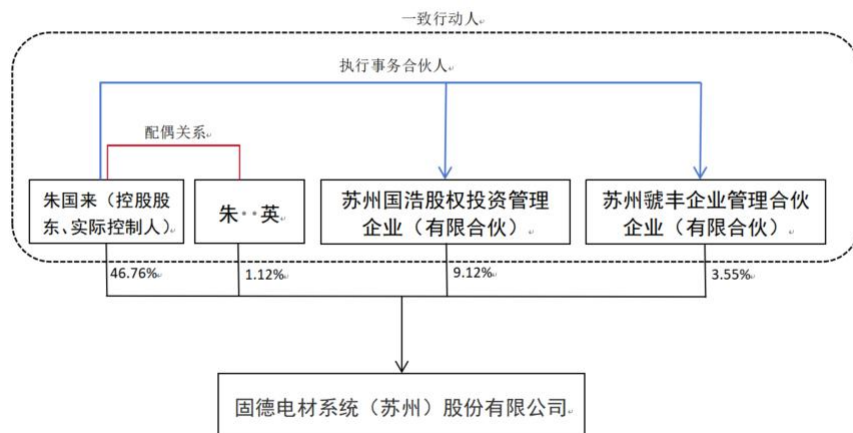 一致行动人
执行事务合伙人
配偶关系
朱国来（控股股
东、实际控制人）
朱**英
苏州国浩股权投资管理
企业（有限合伙）
苏州虢丰企业管理合伙
企业（有限合伙）
46.76%
1.12%
9.12%
3.55%
固德电材系统（苏州）股份有限公司